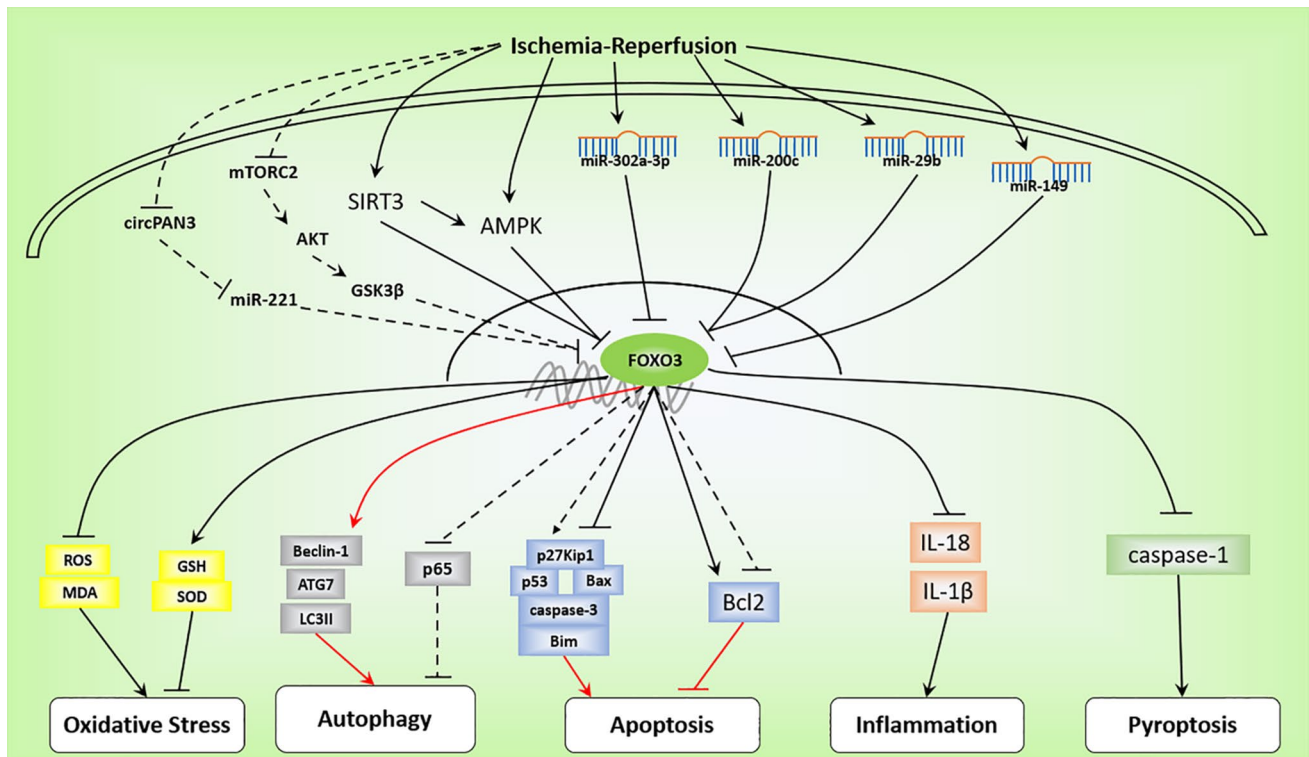 Ischemia-Reperfusion
miR-302a-3p
miR-200c
miR-29b
miR-149
mTORC2
SIRT3
circPAN3
AMPK
AKT
GSK3β
miR-221
FOXO3
ROS
MDA
GSH
SOD
Beclin-1
ATG7
LC3II
p65
p27Kip1
p53
Bax
caspase-3
Bim
Bcl2
IL-18
IL-1β
caspase-1
Oxidative Stress
Autophagy
Apoptosis
Inflammation
Pyroptosis